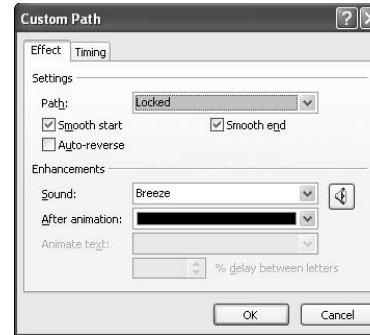 Custom Path
Effect Timing
Settings
Path: Locked
Smooth start Smooth end
Auto-reverse
Enhancements
Sound: Breeze
After animation:
Animate text:
% delay between letters
OK Cancel